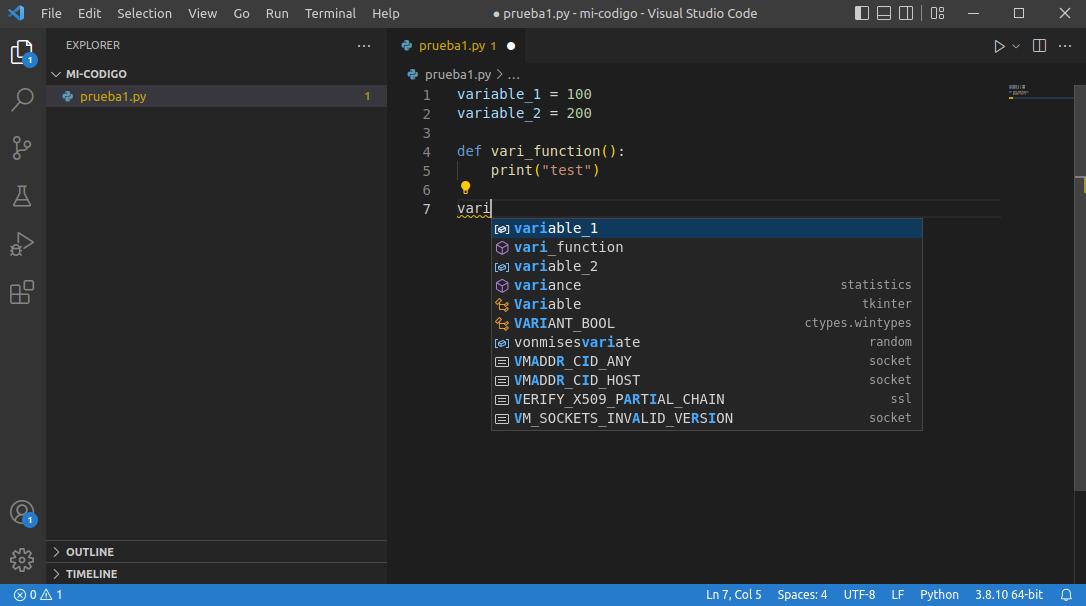 File Edit Selection View Go Run Terminal Help ● prueba1.py - mi-codigo - Visual Studio Code
EXPLORER ...
MI-CODIGO
prueba1.py 1
1
prueba1.py 1 ●
prueba1.py > ...
1 variable_1 = 100
2 variable_2 = 200
3
4 def vari_function():
5 print("test")
6
7 vari
variable_1
vari_function
variable_2
variance statistics
Variable tkinter
VARIANT_BOOL ctypes.wintypes
vonmisesvariate random
VMADDR_CID_ANY socket
VMADDR_CID_HOST socket
VERIFY_X509_PARTIAL_CHAIN ssl
VM_SOCKETS_INVALID_VERSION socket
1
OUTLINE
TIMELINE
0 1 Ln 7, Col 5 Spaces: 4 UTF-8 LF Python 3.8.10 64-bit